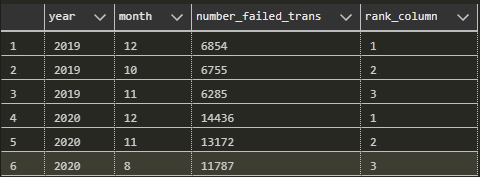 year month number_failed_trans rank_column
1 2019 12 6854 1
2 2019 10 6755 2
3 2019 11 6285 3
4 2020 12 14436 1
5 2020 11 13172 2
6 2020 8 11787 3